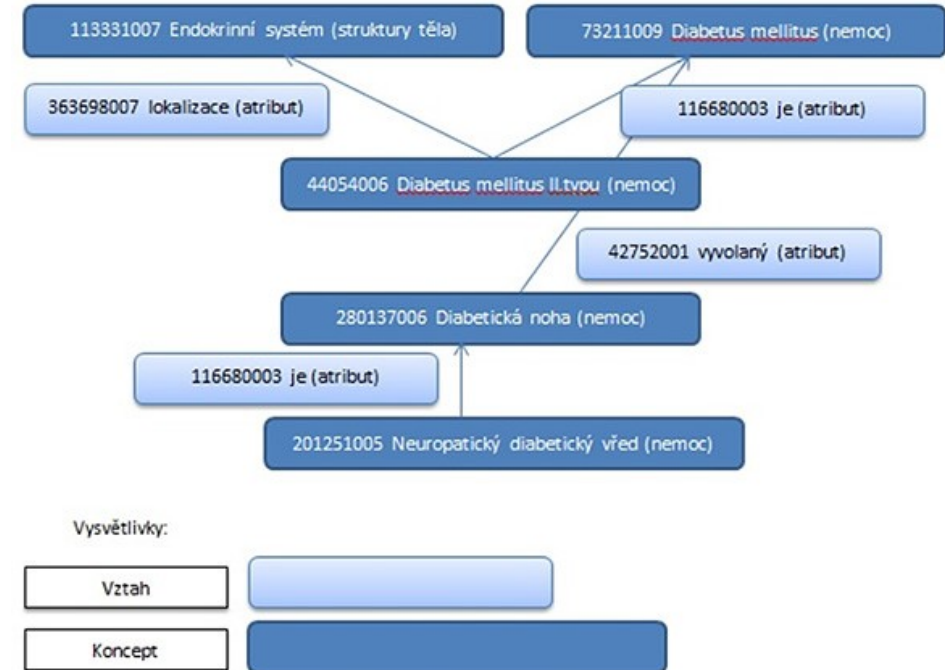 113331007 Endokrinní systém (struktury těla)
73211009 Diabetus mellitus (nemoc)
363698007 lokalizace (atribut)
116680003 je (atribut)
44054006 Diabetus mellitus II.tvpu (nemoc)
42752001 vyvolaný (atribut)
280137006 Diabetická noha (nemoc)
116680003 je (atribut)
201251005 Neuropatický diabetický vřed (nemoc)
Vysvětlivky:
Vztah
Koncept